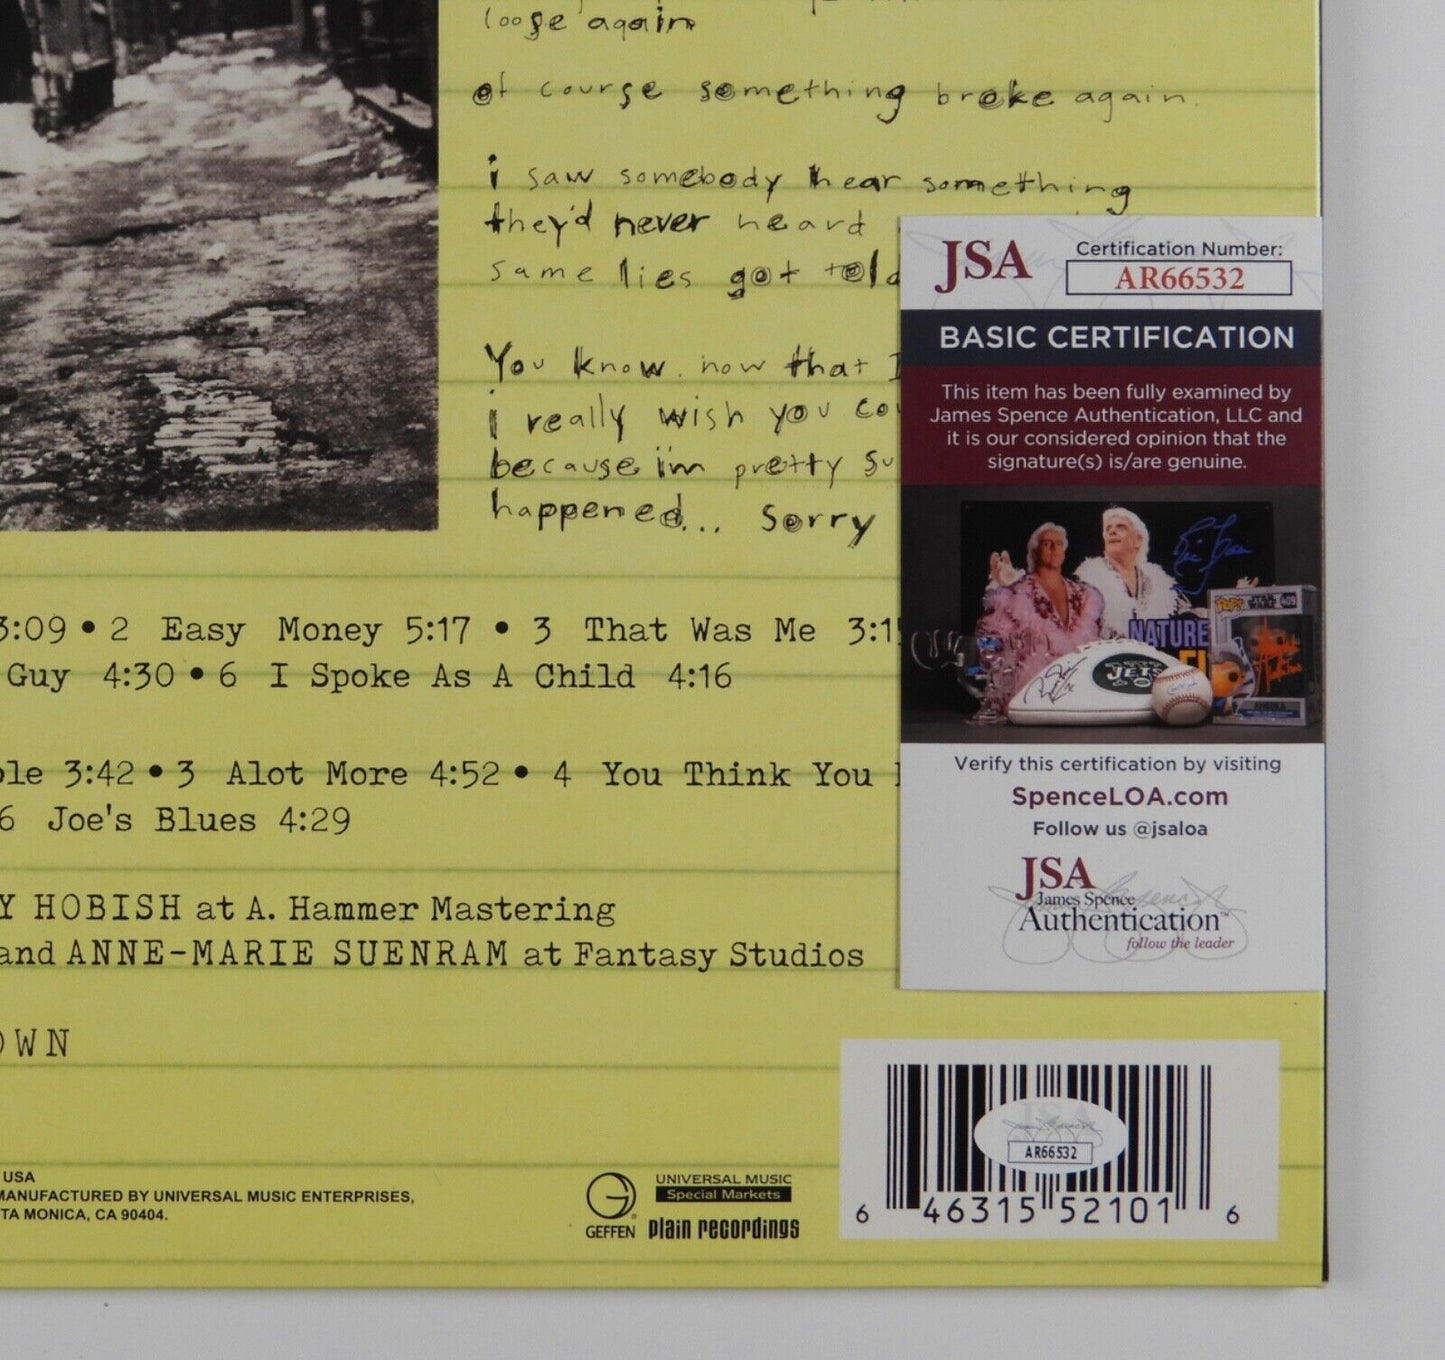 loose again
of course something broke again.
i saw somebody hear something
they'd never heard
same lies got told
You know. now that I
i really wish you
because i'm pretty
happened... Sorry
3:09 • 2 Easy Money 5:17 • 3 That Was Me
Guy 4:30 • 6 I Spoke As A Child 4:16
3:42 • 3 Alot More 4:52 • 4 You Think You
6 Joe's Blues 4:29
Y HOBISH at A. Hammer Mastering
and ANNE-MARIE SUENRAM at Fantasy Studios
OWN
USA
MANUFACTURED BY UNIVERSAL MUSIC ENTERPRISES,
TA MONICA, CA 90404.
GEFFEN
UNIVERSAL MUSIC
Special Markets
plain recordings
JSA
Certification Number:
AR66532
BASIC CERTIFICATION
This item has been fully examined by
James Spence Authentication, LLC and
it is our considered opinion that the
signature(s) is/are genuine.
NATURE
JETS
Verify this certification by visiting
SpenceLOA.com
Follow us @jsaloa
JSA
James Spence
Authentication™
follow the leader
JSA
AR66532
6 46315 52101 6